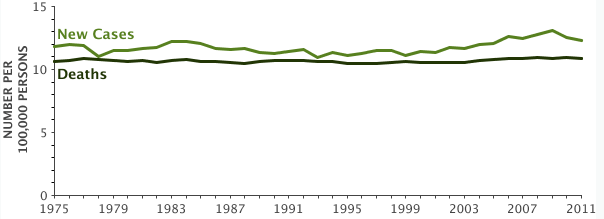 15
New Cases
10
Deaths
5
0
NUMBER PER
100,000 PERSONS
1975 1979 1983 1987 1991 1995 1999 2003 2007 2011